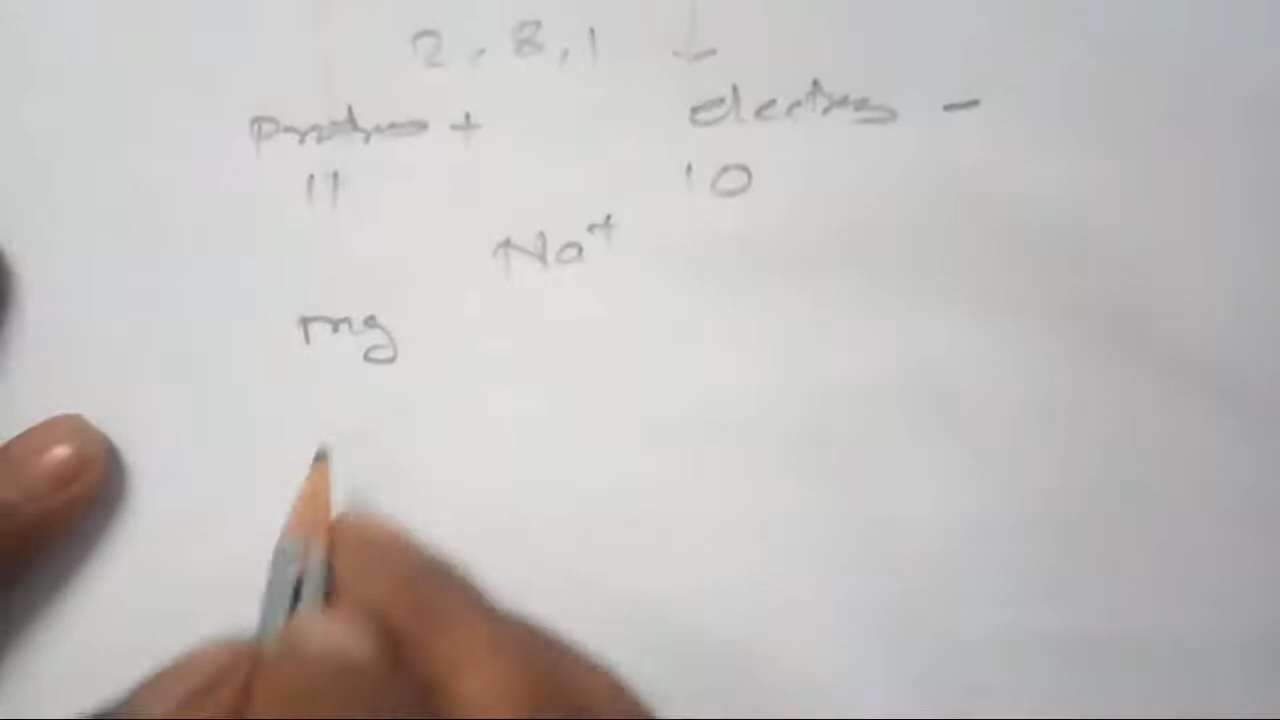 2, 8, 1
protons + electrons -
11 10
Na+
mg